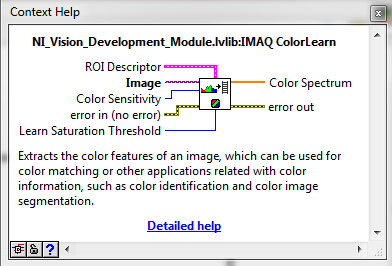 Context Help
NI_Vision_Development_Module.lvlib:IMAQ ColorLearn
ROI Descriptor
Image
Color Sensitivity
error in (no error)
Learn Saturation Threshold
Color Spectrum
error out
Extracts the color features of an image, which can be used for
color matching or other applications related with color
information, such as color identification and color image
segmentation.
Detailed help
?